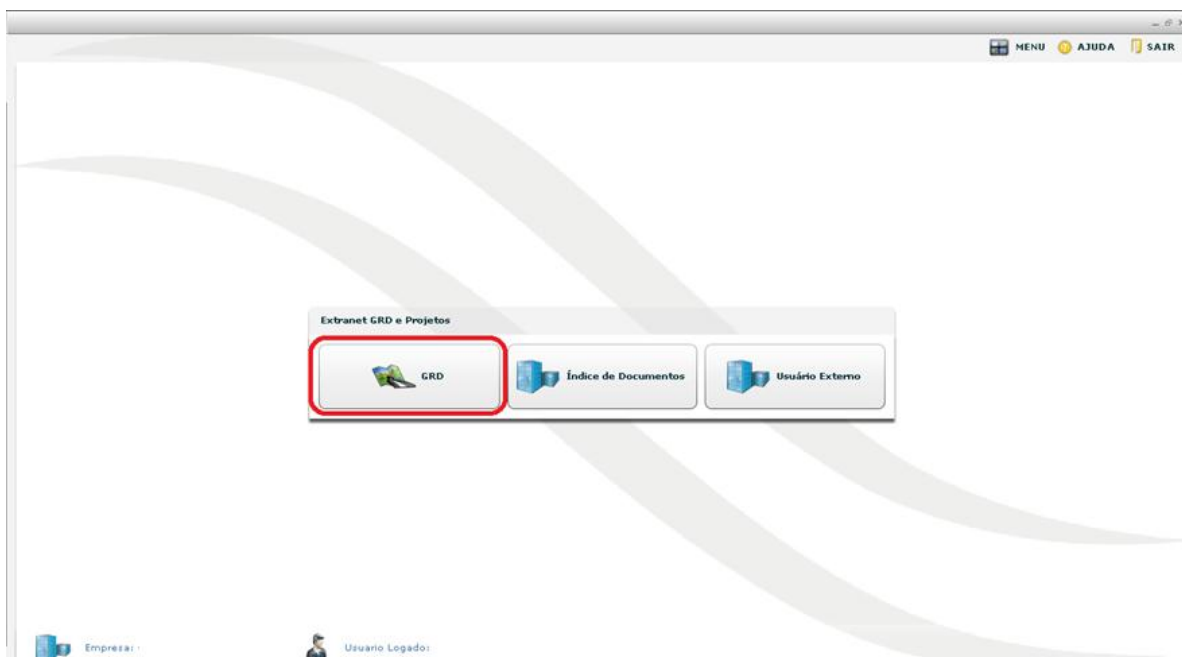 MENU AJUDA SAIR
Extranet GRD e Projetos
GRD Índice de Documentos Usuário Externo
Empresa: Usuario Logado: